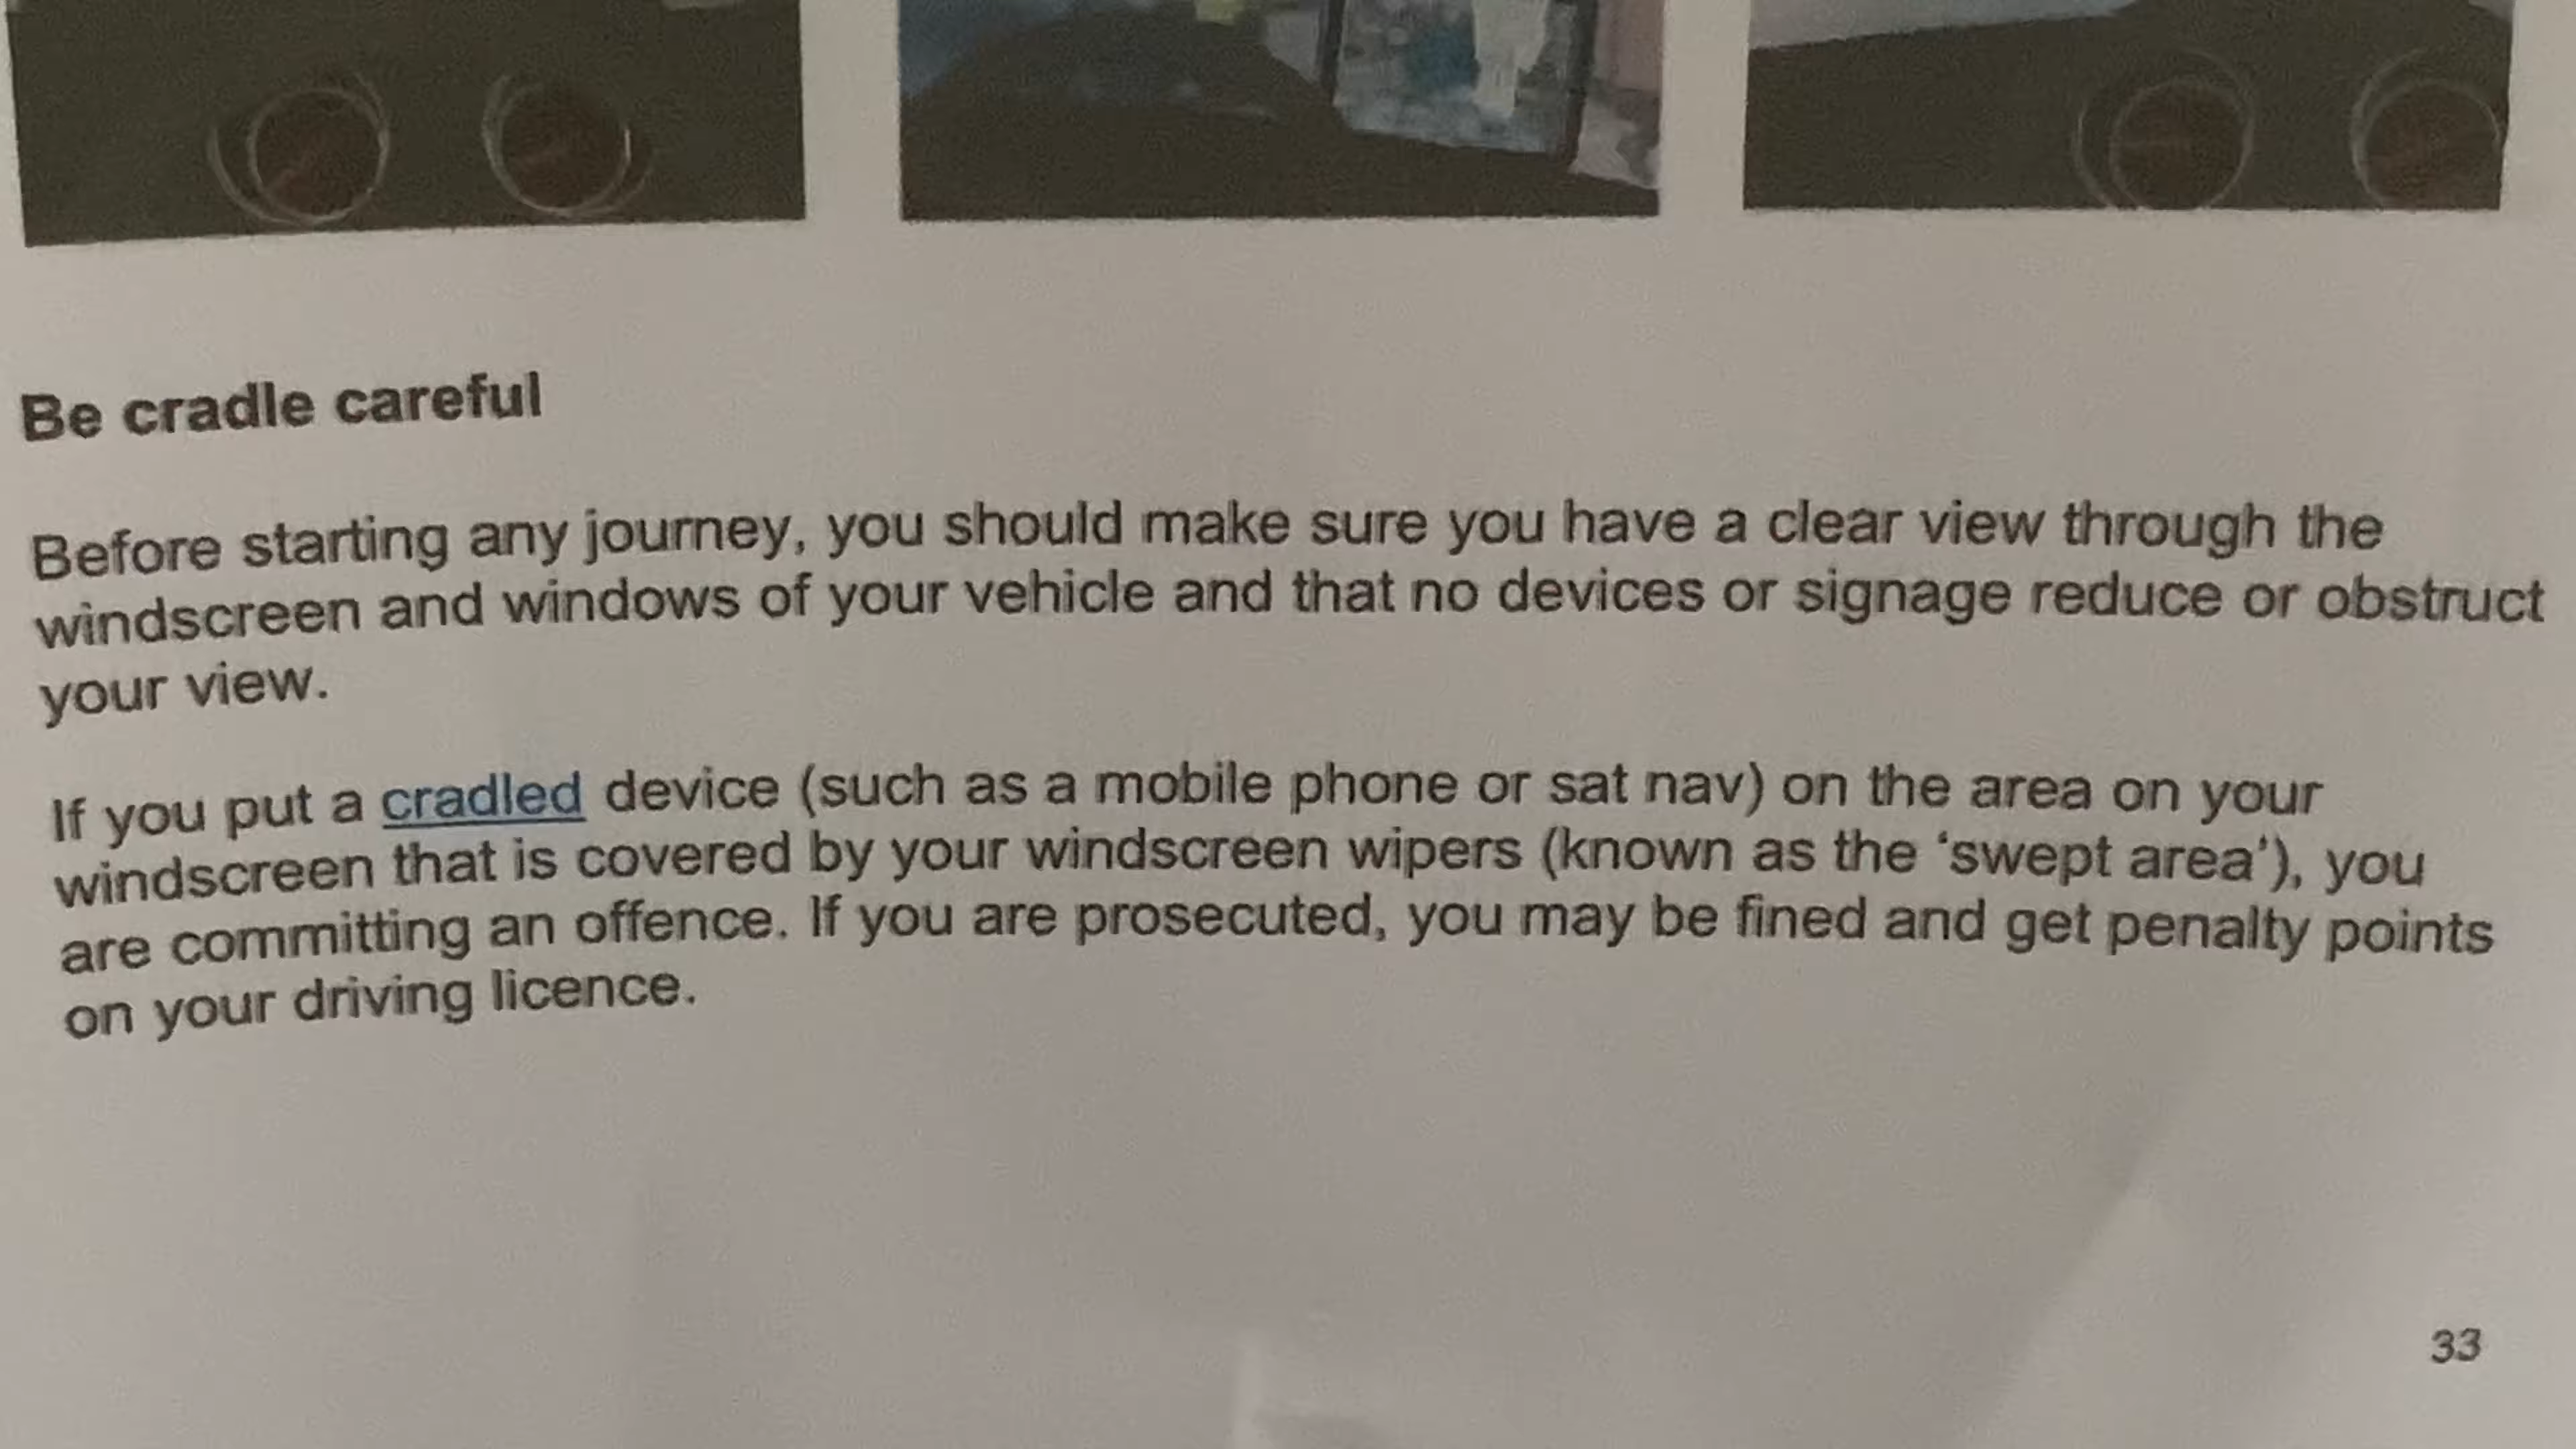 Be cradle careful
Before starting any journey, you should make sure you have a clear view through the
windscreen and windows of your vehicle and that no devices or signage reduce or obstruct
your view.
If you put a cradled device (such as a mobile phone or sat nav) on the area on your
windscreen that is covered by your windscreen wipers (known as the ‘swept area’), you
are committing an offence. If you are prosecuted, you may be fined and get penalty points
on your driving licence.
33